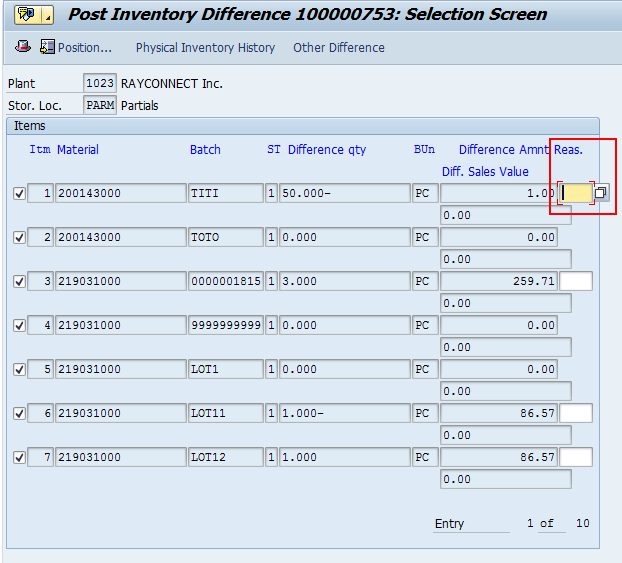 Post Inventory Difference 100000753: Selection Screen
Position... Physical Inventory History Other Difference
Plant 1023 RAYCONNECT Inc.
Stor. Loc. PARM Partials
Items
Itm Material Batch ST Difference qty BUn Difference Amnt Reas.
Diff. Sales Value
1 200143000 TITI 1 50.000- PC 1.00
0.00
2 200143000 TOTO 1 0.000 PC 0.00
0.00
3 219031000 0000001815 1 3.000 PC 259.71
0.00
4 219031000 9999999999 1 0.000 PC 0.00
0.00
5 219031000 LOT1 1 0.000 PC 0.00
0.00
6 219031000 LOT11 1 1.000- PC 86.57
0.00
7 219031000 LOT12 1 1.000 PC 86.57
0.00
Entry 1 of 10